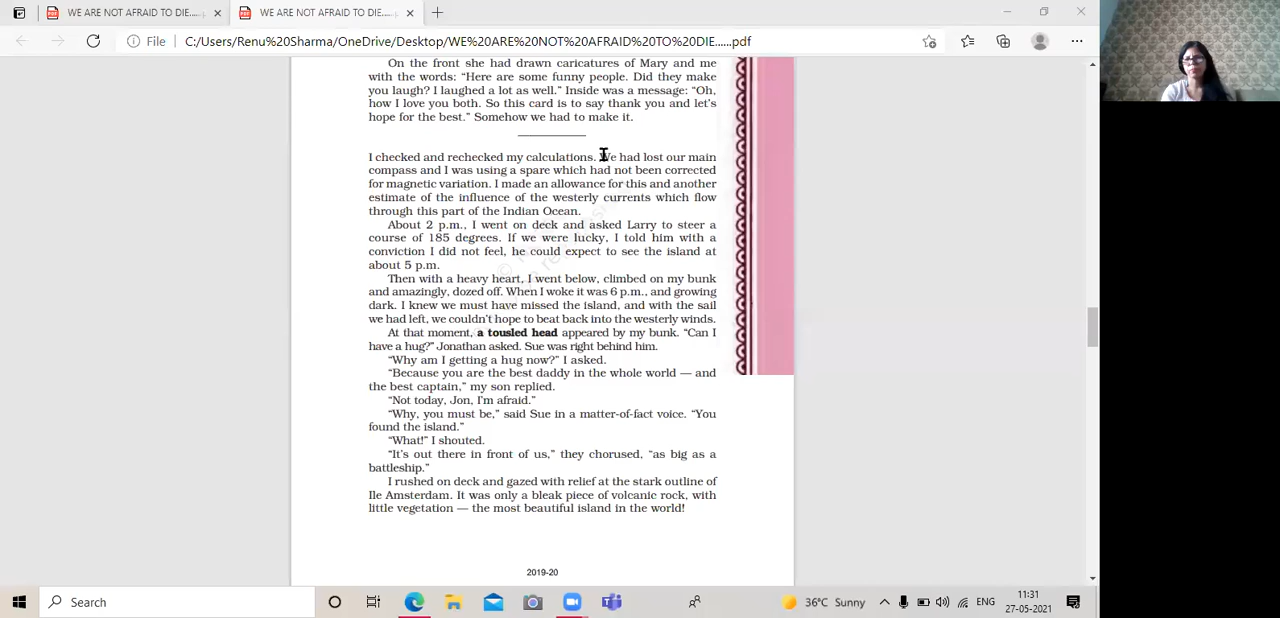 WE ARE NOT AFRAID TO DIE.....p
WE ARE NOT AFRAID TO DIE......pd
File C:/Users/Renu%20Sharma/OneDrive/Desktop/WE%20ARE%20NOT%20AFRAID%20TO%20DIE......pdf
On the front she had drawn caricatures of Mary and me
with the words: “Here are some funny people. Did they make
you laugh? I laughed a lot as well.” Inside was a message: “Oh,
how I love you both. So this card is to say thank you and let’s
hope for the best.” Somehow we had to make it.
I checked and rechecked my calculations. We had lost our main
compass and I was using a spare which had not been corrected
for magnetic variation. I made an allowance for this and another
estimate of the influence of the westerly currents which flow
through this part of the Indian Ocean.
About 2 p.m., I went on deck and asked Larry to steer a
course of 185 degrees. If we were lucky, I told him with a
conviction I did not feel, he could expect to see the island at
about 5 p.m.
Then with a heavy heart, I went below, climbed on my bunk
and amazingly, dozed off. When I woke it was 6 p.m., and growing
dark. I knew we must have missed the island, and with the sail
we had left, we couldn’t hope to beat back into the westerly winds.
At that moment, a tousled head appeared by my bunk. “Can I
have a hug?” Jonathan asked. Sue was right behind him.
“Why am I getting a hug now?” I asked.
“Because you are the best daddy in the whole world — and
the best captain,” my son replied.
“Not today, Jon, I’m afraid.”
“Why, you must be,” said Sue in a matter-of-fact voice. “You
found the island.”
“What!” I shouted.
“It’s out there in front of us,” they chorused, “as big as a
battleship.”
I rushed on deck and gazed with relief at the stark outline of
Ile Amsterdam. It was only a bleak piece of volcanic rock, with
little vegetation — the most beautiful island in the world!
2019-20
Search
36°C Sunny
ENG
11:31
27-05-2021